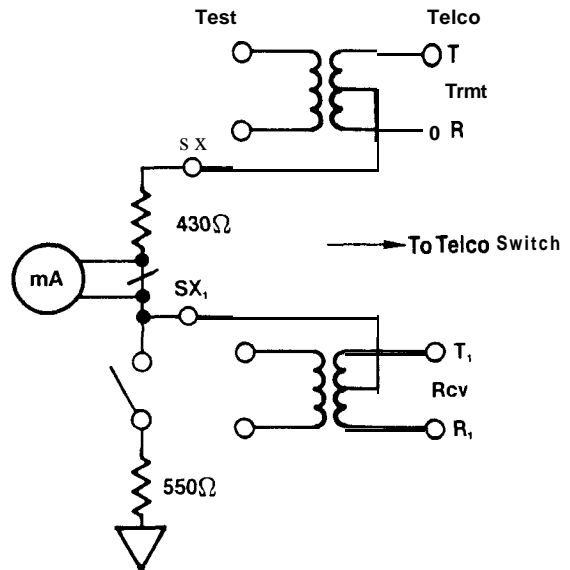 Test Telco
T
Trmt
0 R
S X
430Ω
To Telco Switch
mA
SX₁
T₁
Rcv
R₁
550Ω